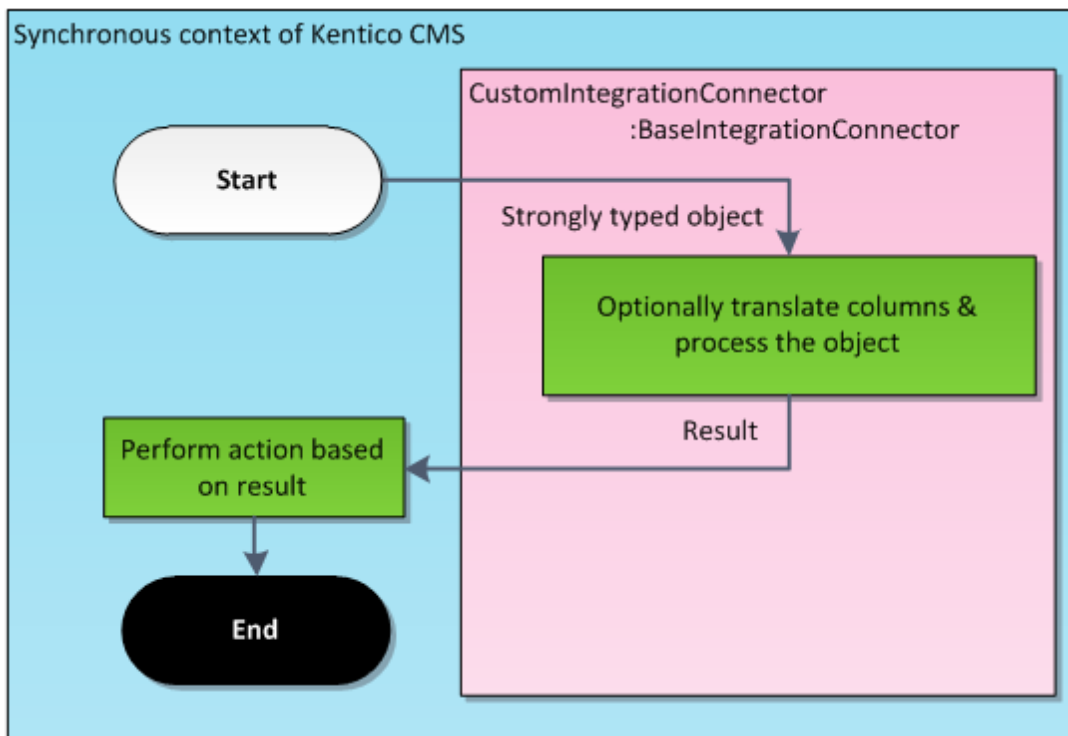 Synchronous context of Kentico CMS
CustomIntegrationConnector
:BaseIntegrationConnector
Start
Strongly typed object
Optionally translate columns &
process the object
Result
Perform action based
on result
End